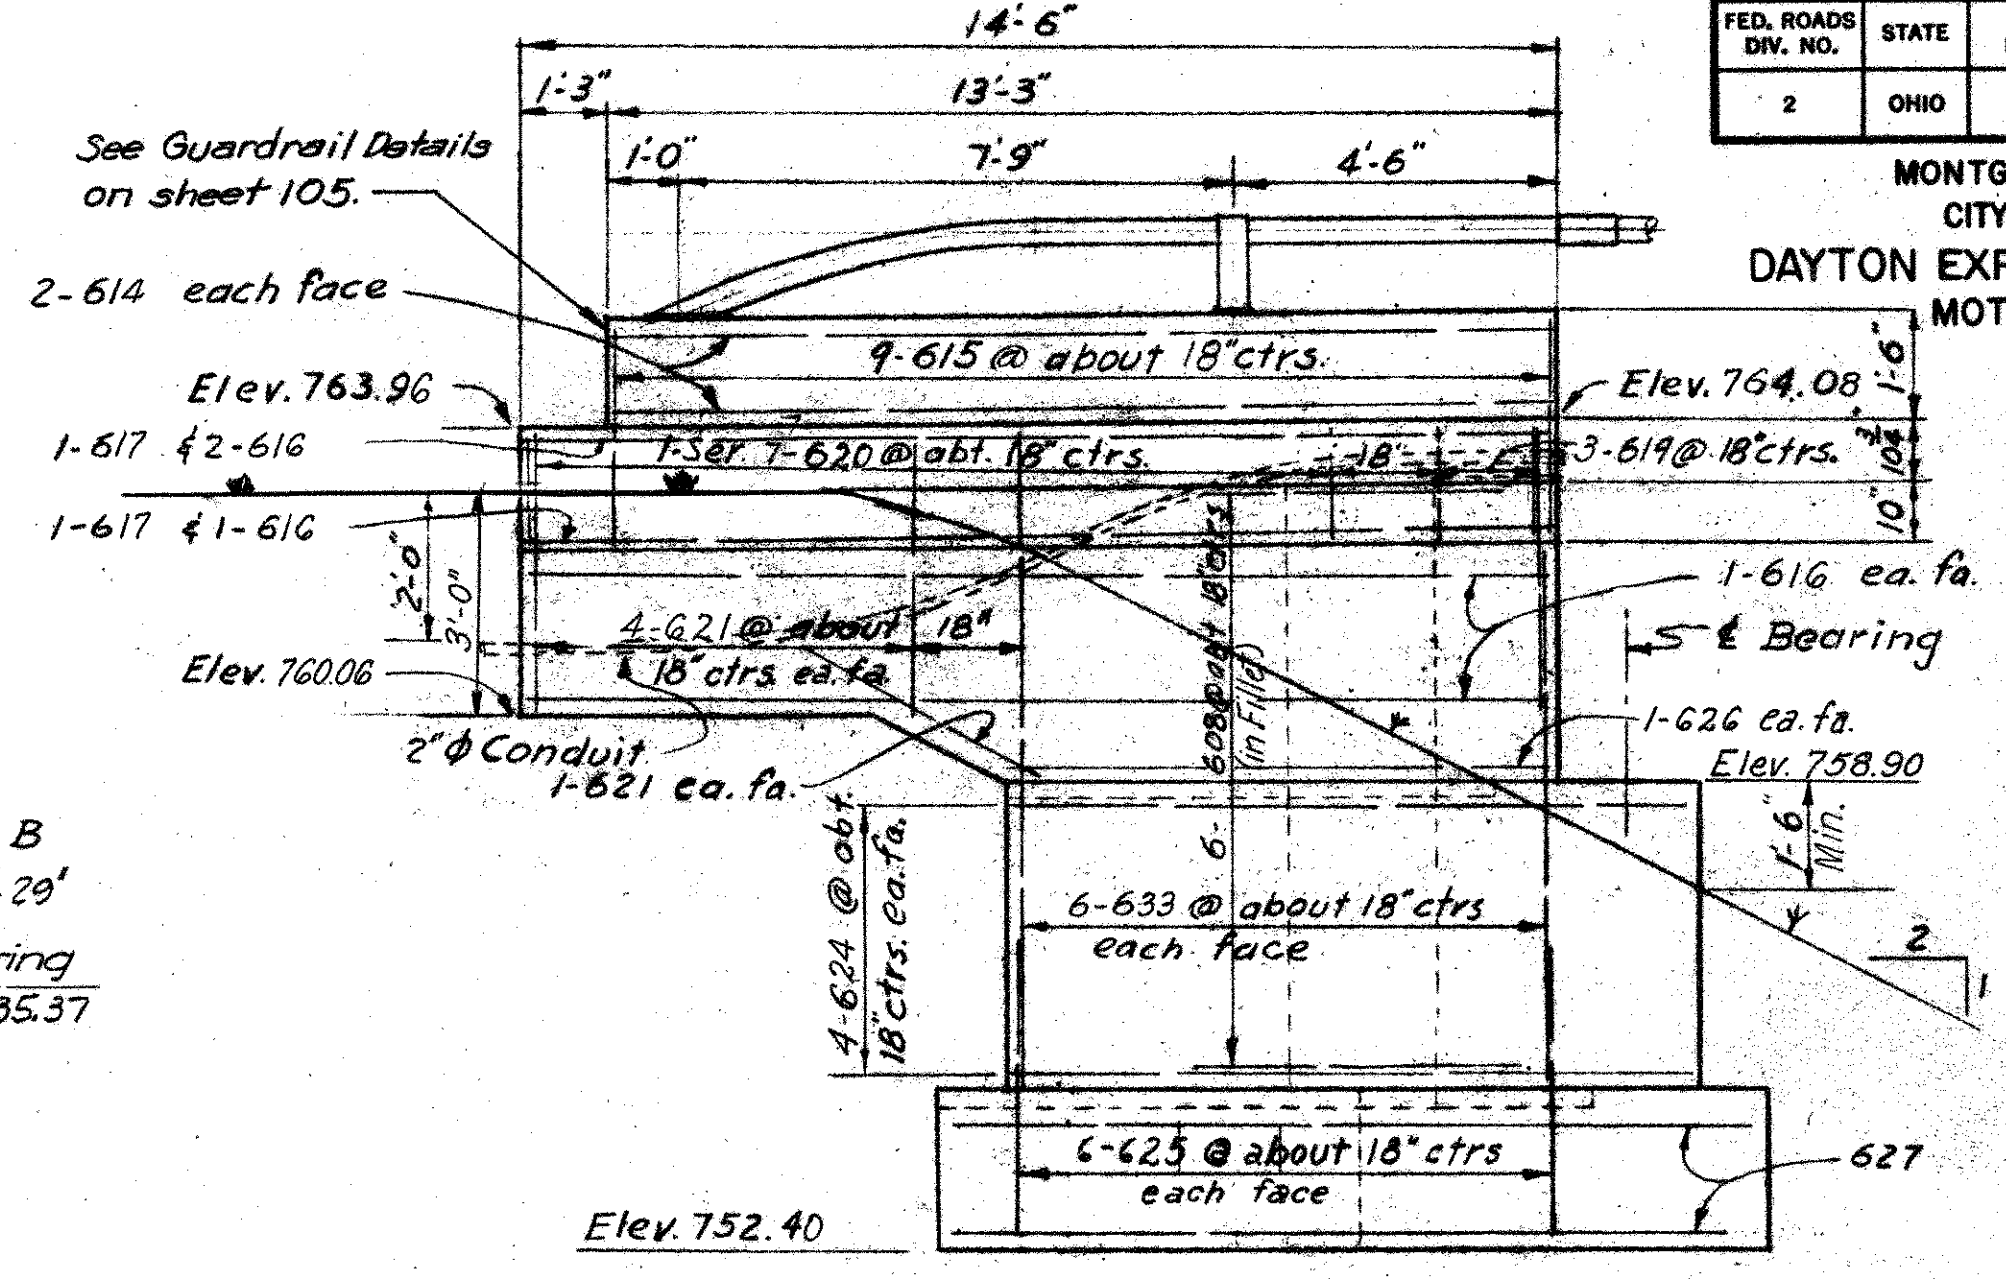 14'-6"
1'-3"
13'-3"
1'-0"
7'-9"
4'-6"
FED. ROADS
DIV. NO.
STATE
2
OHIO
MONTG
CITY
DAYTON EXP
MOT
See Guardrail Details
on sheet 105.
2-614 each face
9-615 @ about 18" ctrs.
Elev. 763.96
Elev. 764.08
1'-6"
1-617 & 2-616
1-Ser. 7-620 @ abt. 18" ctrs.
18"
3-619 @ 18" ctrs.
10 3/4"
10"
1-617 & 1-616
2'-0"
3'-0"
1-616 ea. fa.
4-621 @ about
18" ctrs. ea. fa.
18"
6-608 @ abt 18" ctrs
(in Fillet)
℄ Bearing
Elev. 760.06
2"ϕ Conduit
1-621 ea. fa.
1-626 ea. fa.
Elev. 758.90
1'-6"
Min.
B
29'
ring
35.37
4-624 @ abt.
18" ctrs. ea. fa.
6-633 @ about 18" ctrs
each face
2
1
6-625 @ about 18" ctrs
each face
627
Elev. 752.40